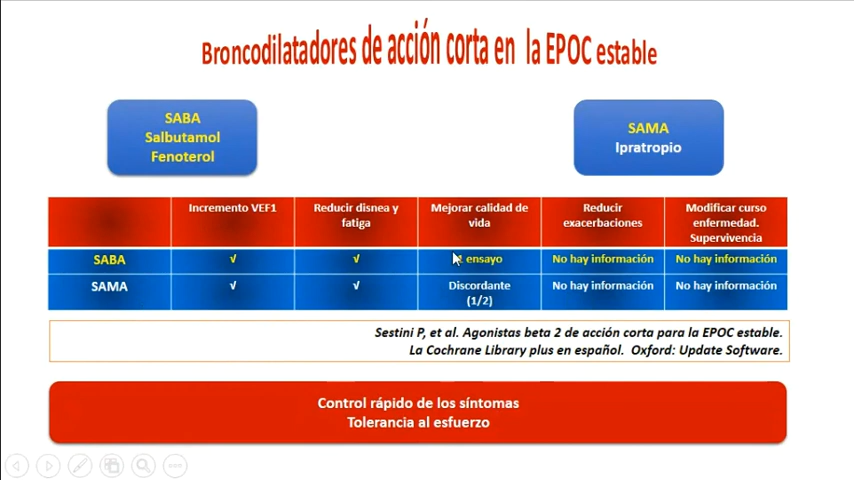 Broncodilatadores de acción corta en la EPOC estable
SABA
Salbutamol
Fenoterol
SAMA
Ipratropio
Incremento VEF1
Reducir disnea y
fatiga
Mejorar calidad de
vida
Reducir
exacerbaciones
Modificar curso
enfermedad.
Supervivencia
SABA √ √ ensayo No hay información No hay información
SAMA √ √ Discordante No hay información No hay información
(1/2)
Sestini P, et al. Agonistas beta 2 de acción corta para la EPOC estable.
La Cochrane Library plus en español. Oxford: Update Software.
Control rápido de los síntomas
Tolerancia al esfuerzo